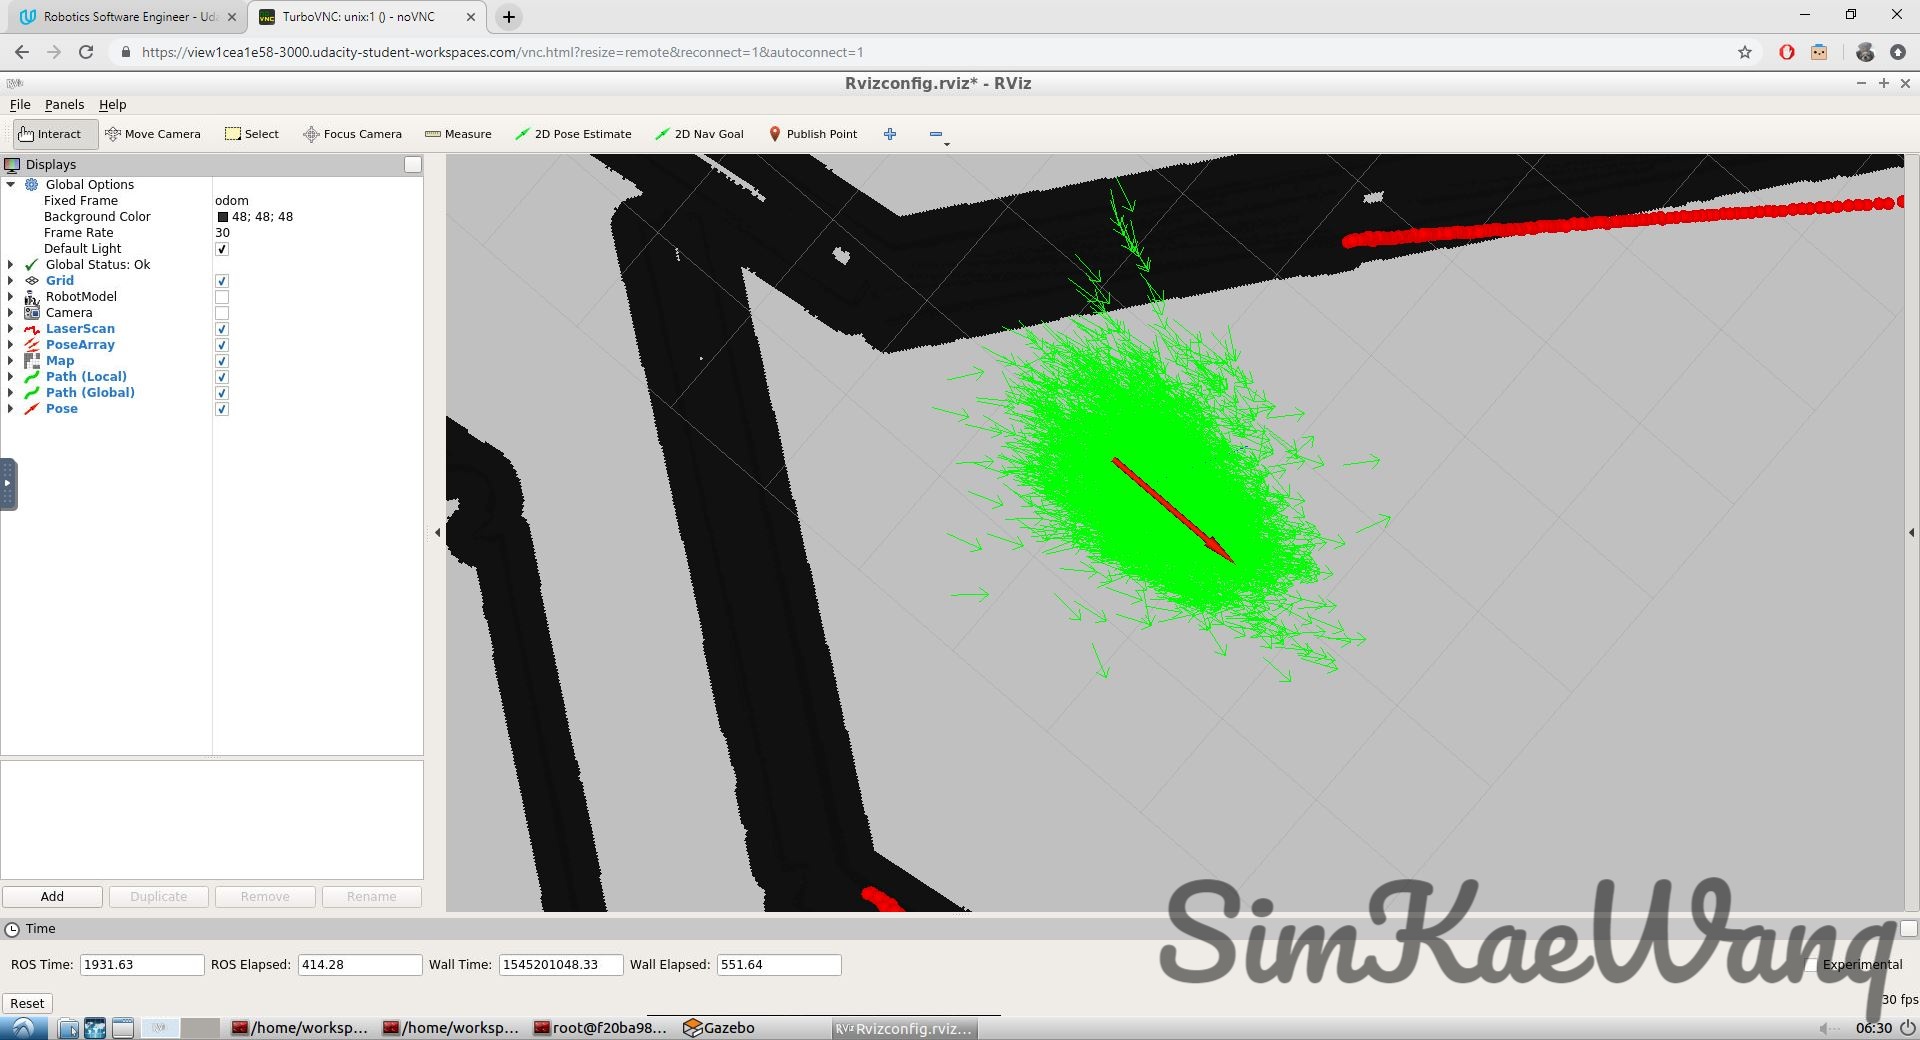 Robotics Software Engineer - Uda
TurboVNC: unix:1 () - noVNC
https://view1cea1e58-3000.udacity-student-workspaces.com/vnc.html?resize=remote&reconnect=1&autoconnect=1
RViz
Rvizconfig.rviz* - RViz
File Panels Help
Interact Move Camera Select Focus Camera Measure 2D Pose Estimate 2D Nav Goal Publish Point
Displays
Global Options
Fixed Frame odom
Background Color 48; 48; 48
Frame Rate 30
Default Light
Global Status: Ok
Grid
RobotModel
Camera
LaserScan
PoseArray
Map
Path (Local)
Path (Global)
Pose
Add Duplicate Remove Rename
Time
ROS Time: 1931.63 ROS Elapsed: 414.28 Wall Time: 1545201048.33 Wall Elapsed: 551.64 Experimental
SimKaeWang
Reset 30 fps
/home/worksp... /home/worksp... root@f20ba98... Gazebo RViz Rvizconfig.rviz... 06:30